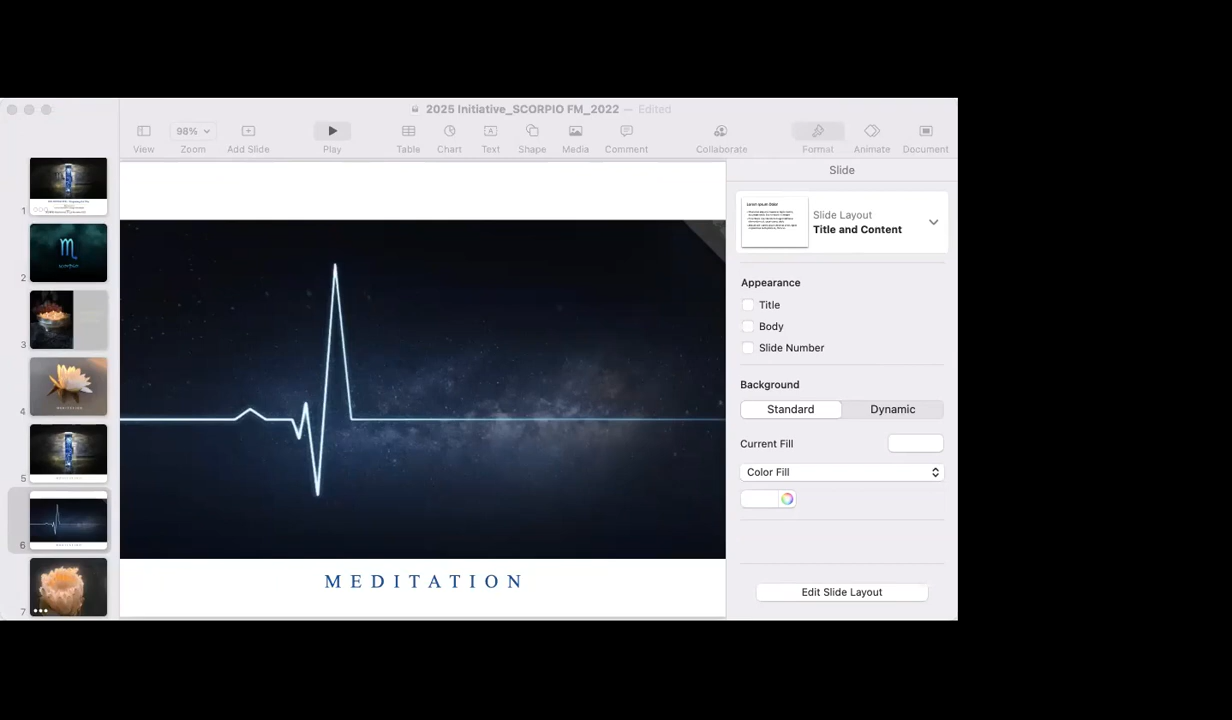 2025 Initiative_SCORPIO FM_2022 — Edited
98%
View
Zoom
Add Slide
Play
Table
Chart
Text
Shape
Media
Comment
Collaborate
Format
Animate
Document
1
2
3
4
5
6
7
MEDITATION
Slide
Slide Layout
Title and Content
Appearance
Title
Body
Slide Number
Background
Standard
Dynamic
Current Fill
Color Fill
Edit Slide Layout